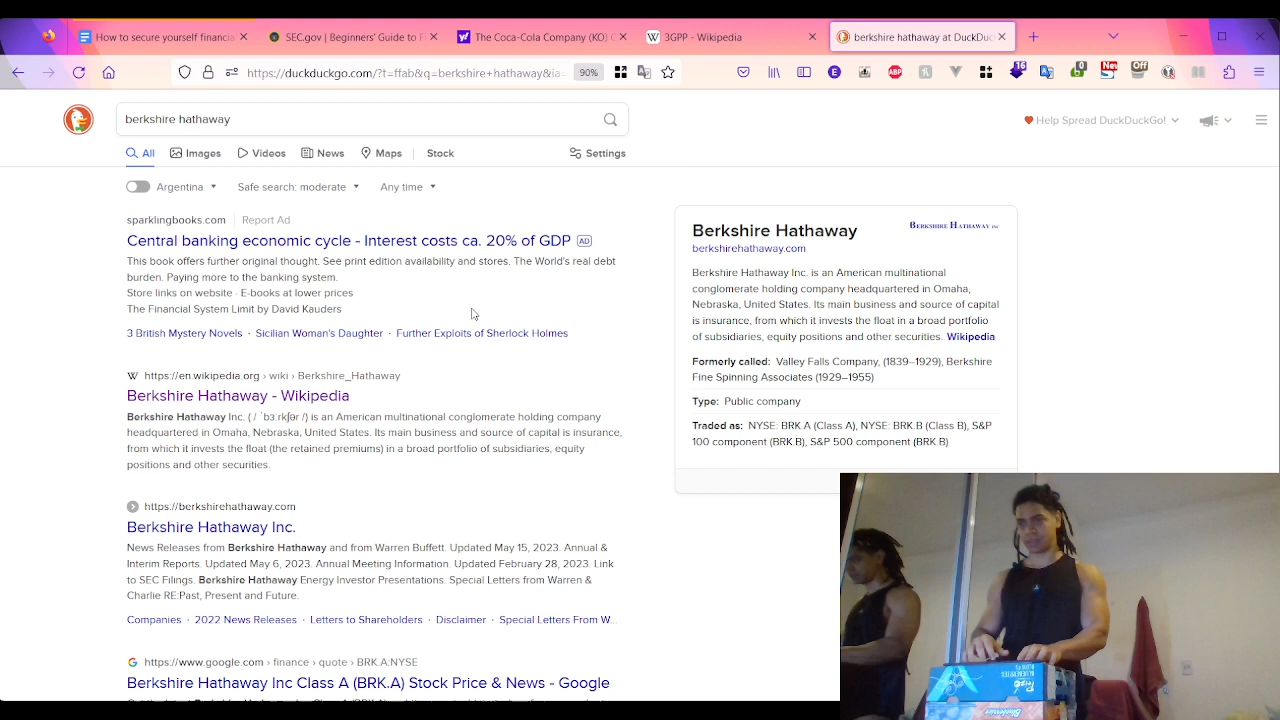 How to secure yourself financia
SEC.gov | Beginners' Guide to F
The Coca-Cola Company (KO) C
3GPP - Wikipedia
berkshire hathaway at DuckDuc
https://duckduckgo.com/?t=ffab&q=berkshire+hathaway&ia=
90%
E
ABP
16
0
New
Off
berkshire hathaway
Help Spread DuckDuckGo!
All
Images
Videos
News
Maps
Stock
Settings
Argentina
Safe search: moderate
Any time
sparklingbooks.com
Report Ad
Central banking economic cycle - Interest costs ca. 20% of GDP AD
This book offers further original thought. See print edition availability and stores. The World's real debt
burden. Paying more to the banking system.
Store links on website · E-books at lower prices
The Financial System Limit by David Kauders
3 British Mystery Novels · Sicilian Woman's Daughter · Further Exploits of Sherlock Holmes
https://en.wikipedia.org › wiki › Berkshire_Hathaway
Berkshire Hathaway - Wikipedia
Berkshire Hathaway Inc. ( / ˈbɜːrkʃər /) is an American multinational conglomerate holding company
headquartered in Omaha, Nebraska, United States. Its main business and source of capital is insurance,
from which it invests the float (the retained premiums) in a broad portfolio of subsidiaries, equity
positions and other securities.
https://berkshirehathaway.com
Berkshire Hathaway Inc.
News Releases from Berkshire Hathaway and from Warren Buffett. Updated May 15, 2023. Annual &
Interim Reports. Updated May 6, 2023. Annual Meeting Information. Updated February 28, 2023. Link
to SEC Filings. Berkshire Hathaway Energy Investor Presentations. Special Letters from Warren &
Charlie RE:Past, Present and Future.
Companies · 2022 News Releases · Letters to Shareholders · Disclaimer · Special Letters From W...
https://www.google.com › finance › quote › BRK.A:NYSE
Berkshire Hathaway Inc Class A (BRK.A) Stock Price & News - Google
Berkshire Hathaway
BERKSHIRE HATHAWAY INC
berkshirehathaway.com
Berkshire Hathaway Inc. is an American multinational
conglomerate holding company headquartered in Omaha,
Nebraska, United States. Its main business and source of capital
is insurance, from which it invests the float in a broad portfolio
of subsidiaries, equity positions and other securities. Wikipedia
Formerly called: Valley Falls Company, (1839–1929), Berkshire
Fine Spinning Associates (1929–1955)
Type: Public company
Traded as: NYSE: BRK.A (Class A), NYSE: BRK.B (Class B), S&P
100 component (BRK.B), S&P 500 component (BRK.B)